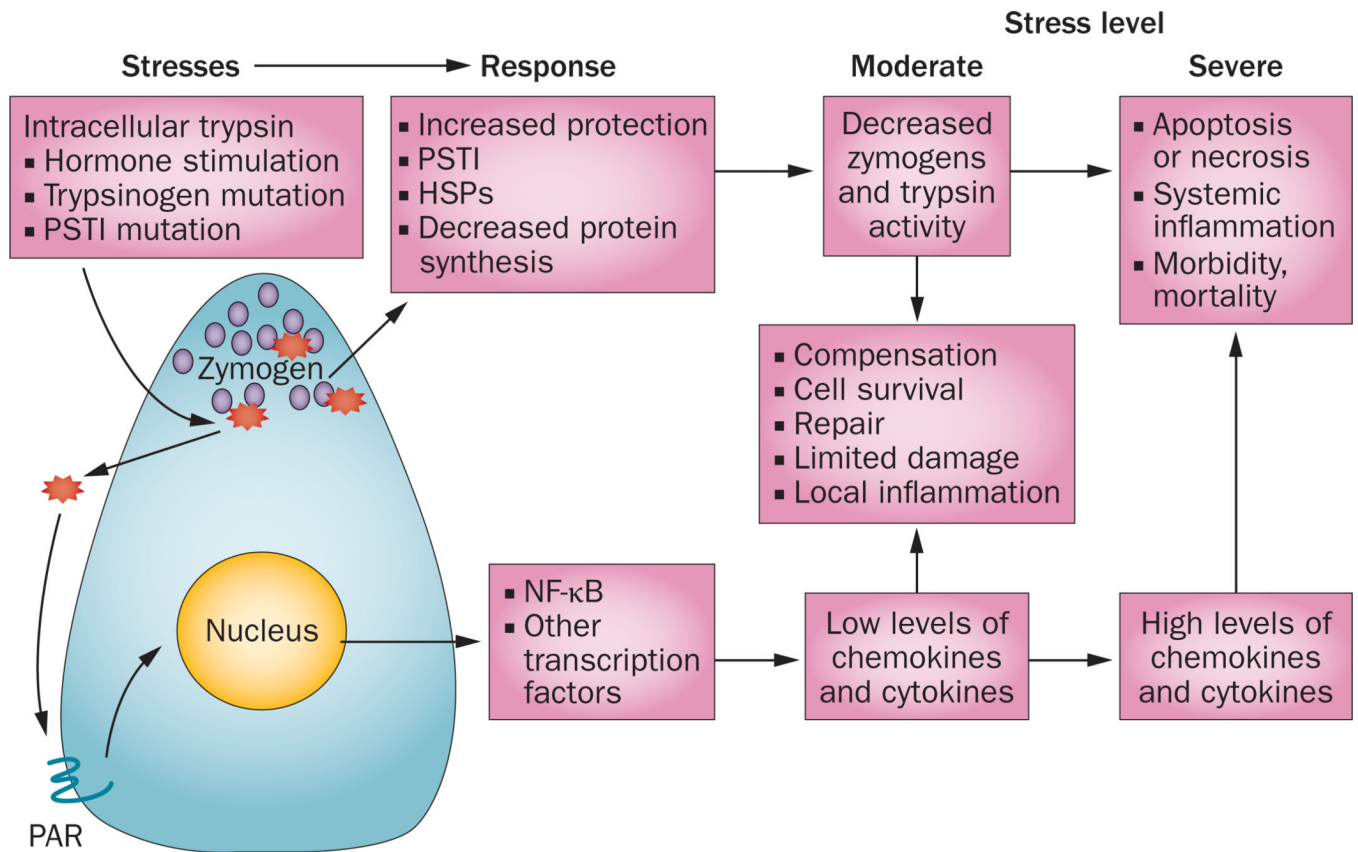 Stress level
Stresses
Response
Moderate
Severe
Intracellular trypsin
▪ Hormone stimulation
▪ Trypsinogen mutation
▪ PSTI mutation
▪ Increased protection
▪ PSTI
▪ HSPs
▪ Decreased protein
synthesis
Decreased
zymogens
and trypsin
activity
▪ Apoptosis
or necrosis
▪ Systemic
inflammation
▪ Morbidity,
mortality
Zymogen
▪ Compensation
▪ Cell survival
▪ Repair
▪ Limited damage
▪ Local inflammation
Nucleus
▪ NF-κB
▪ Other
transcription
factors
Low levels of
chemokines
and cytokines
High levels of
chemokines
and cytokines
PAR